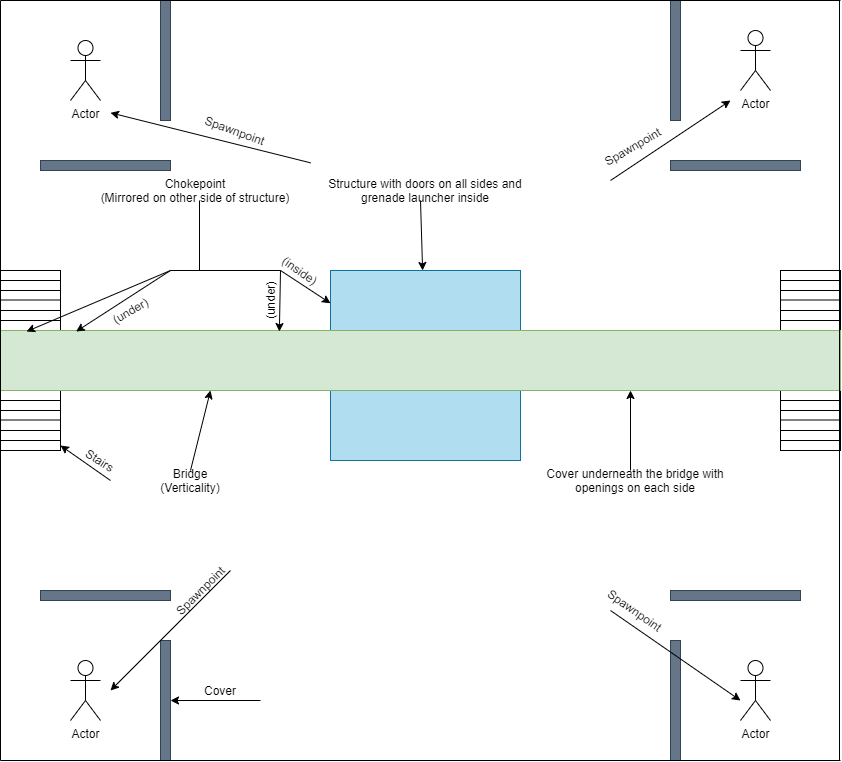 Actor
Actor
Spawnpoint
Spawnpoint
Chokepoint
(Mirrored on other side of structure)
Structure with doors on all sides and
grenade launcher inside
(inside)
(under)
(under)
Stairs
Bridge
(Verticality)
Cover underneath the bridge with
openings on each side
Spawnpoint
Spawnpoint
Cover
Actor
Actor